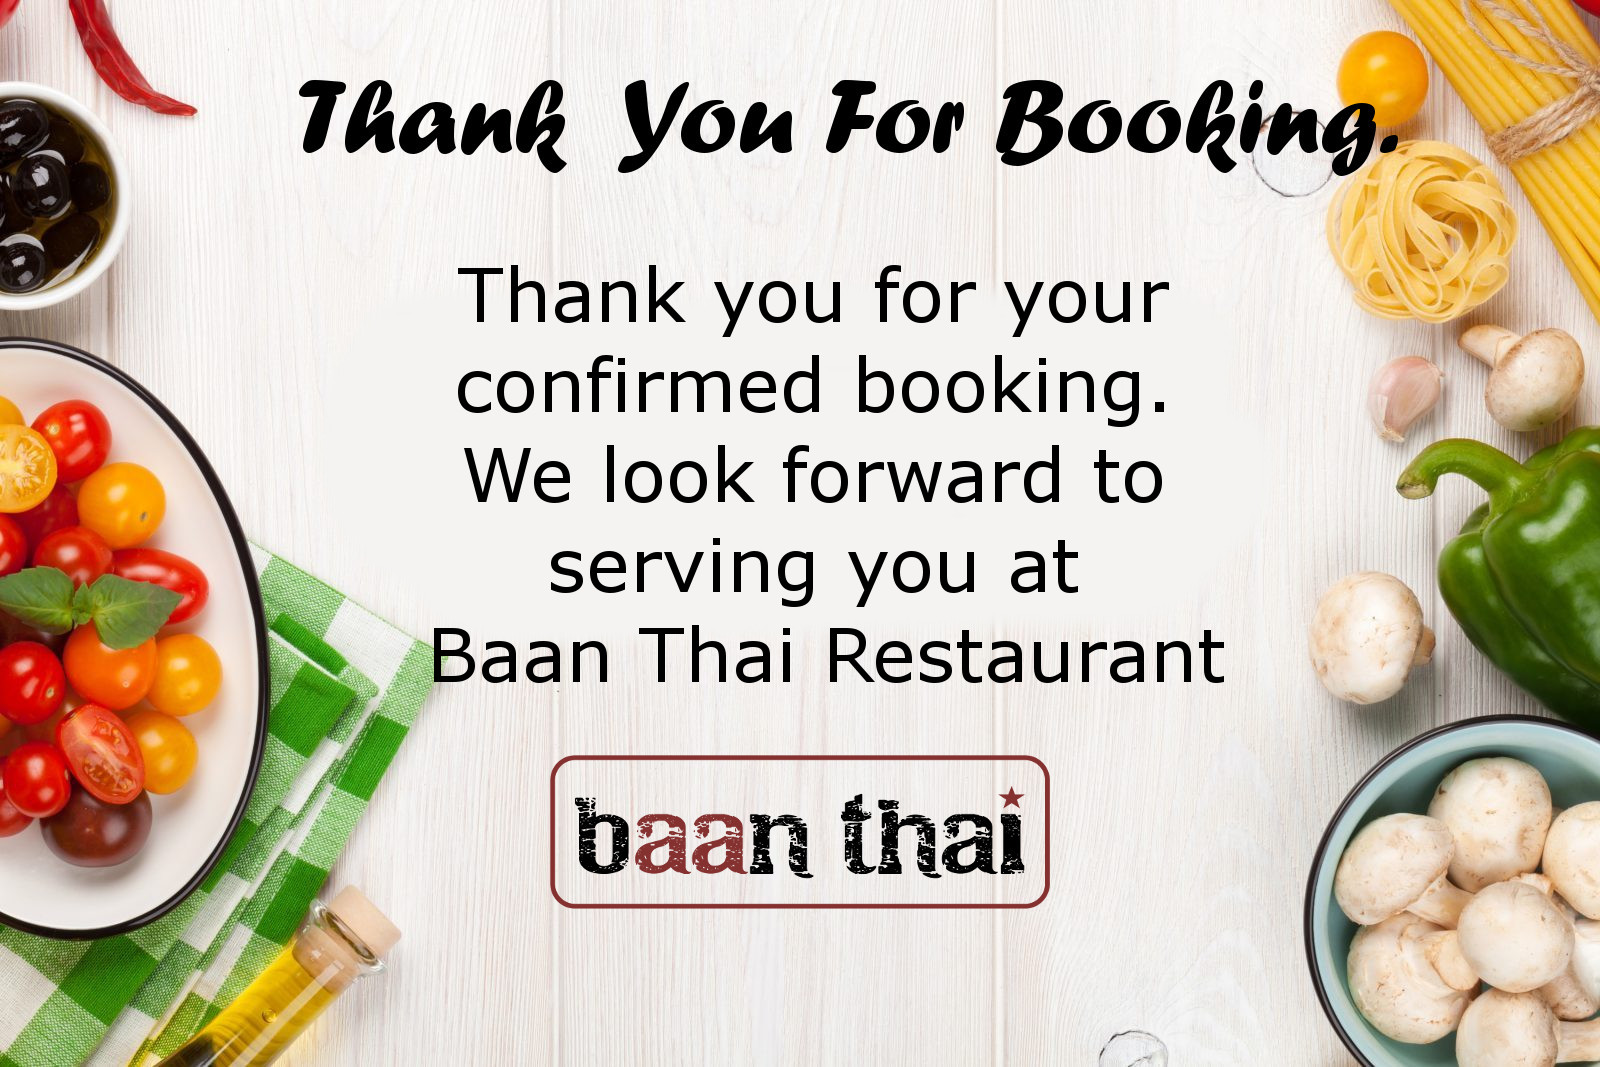 Thank You For Booking.
Thank you for your
confirmed booking.
We look forward to
serving you at
Baan Thai Restaurant
baan thai